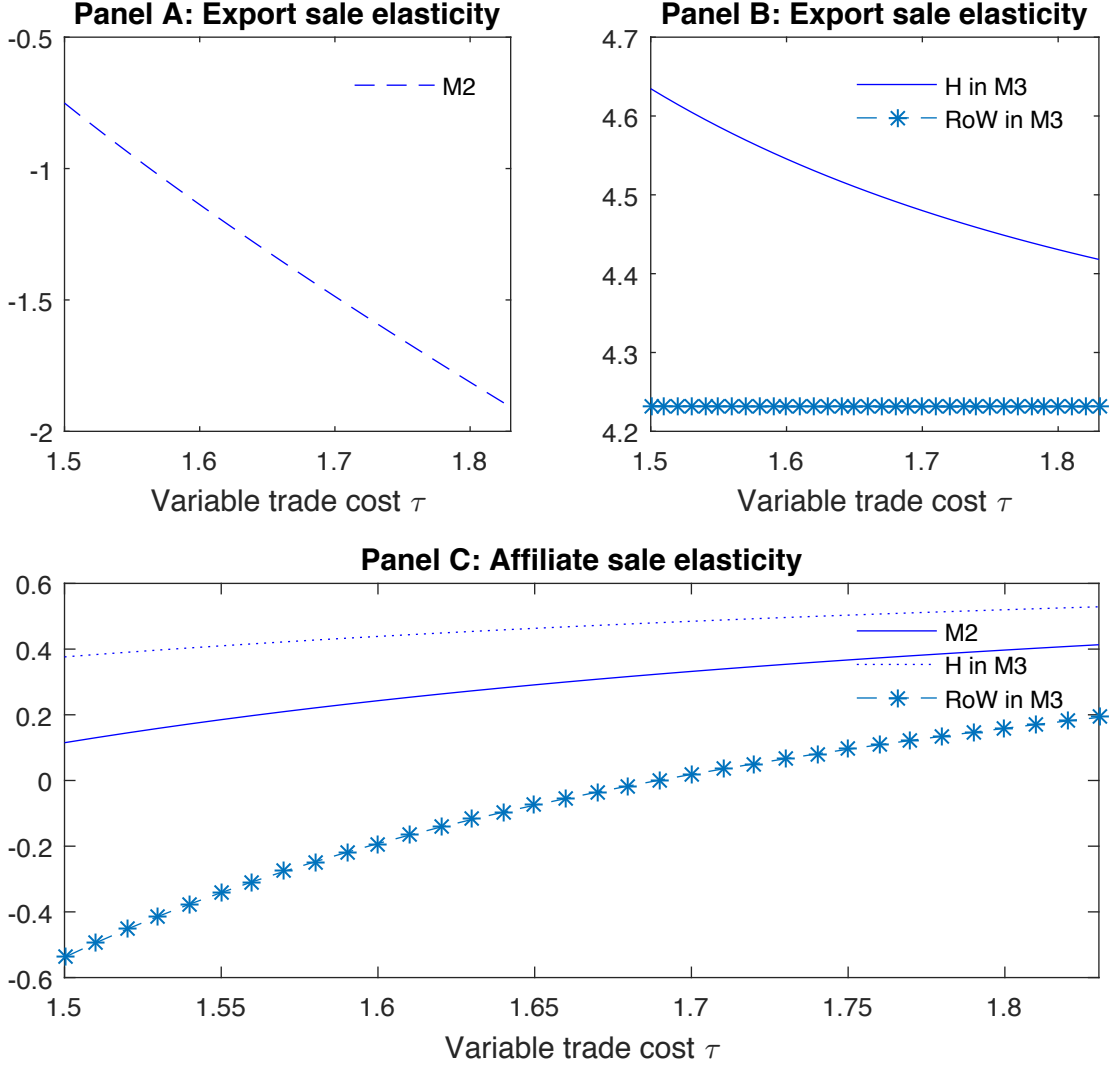 Panel A: Export sale elasticity
-0.5
-1
-1.5
-2
M2
1.5 1.6 1.7 1.8
Variable trade cost τ
Panel B: Export sale elasticity
4.7
4.6
4.5
4.4
4.3
4.2
H in M3
RoW in M3
1.5 1.6 1.7 1.8
Variable trade cost τ
Panel C: Affiliate sale elasticity
0.6
0.4
0.2
0
-0.2
-0.4
-0.6
M2
H in M3
RoW in M3
1.5 1.55 1.6 1.65 1.7 1.75 1.8
Variable trade cost τ